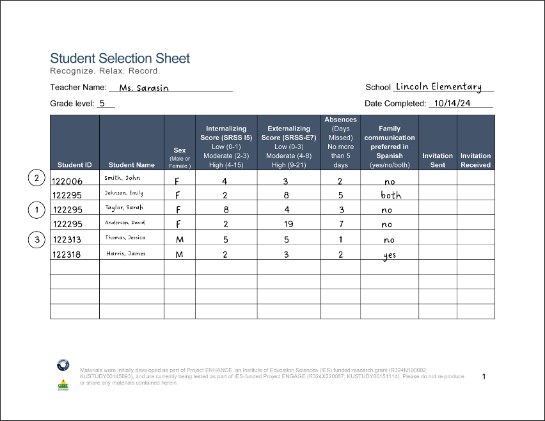 Student Selection Sheet
Recognize. Relax. Record.
Teacher Name: Ms. Sarasin School Lincoln Elementary
Grade level: 5 Date Completed: 10/14/24
Student ID Student Name Sex (Male or Female) Internalizing Score (SRSS I5) Low (0-1) Moderate (2-3) High (4-15) Externalizing Score (SRSS-E7) Low (0-3) Moderate (4-8) High (9-21) Absences (Days Missed) No more than 5 days Family communication preferred in Spanish (yes/no/both) Invitation Sent Invitation Received
2 122006 Smith, John F 4 3 2 no
122295 Johnson, Emily F 2 8 5 both
1 122295 Taylor, Sarah F 8 4 3 no
122295 Anderson, David F 2 19 7 no
3 122313 Thomas, Jessica M 5 5 1 no
122318 Harris, James M 2 3 2 yes
Materials were initially developed as part of Project ENHANCE, an Institute of Education Sciences (IES) funded research grant
and are currently being tested as part of IES-funded Project ENGAGE Please do not re-produce
or share any materials contained herein.
1